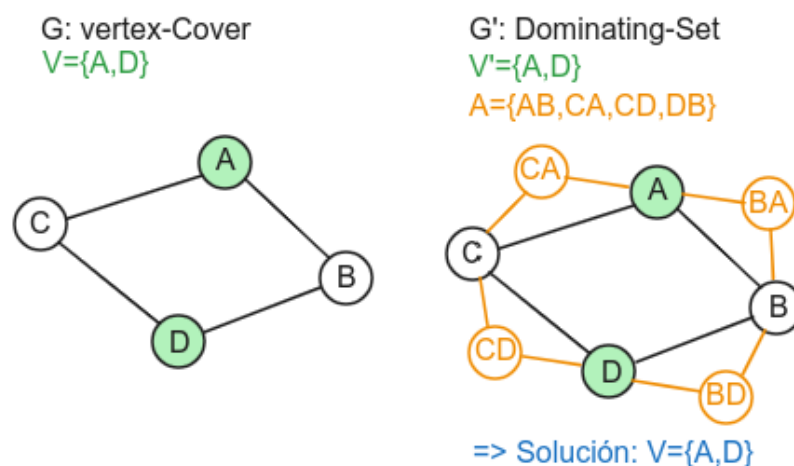 G: vertex-Cover
V={A,D}
A
C
B
D
G': Dominating-Set
V'={A,D}
A={AB,CA,CD,DB}
CA
A
BA
C
B
CD
D
BD
=> Solución: V={A,D}